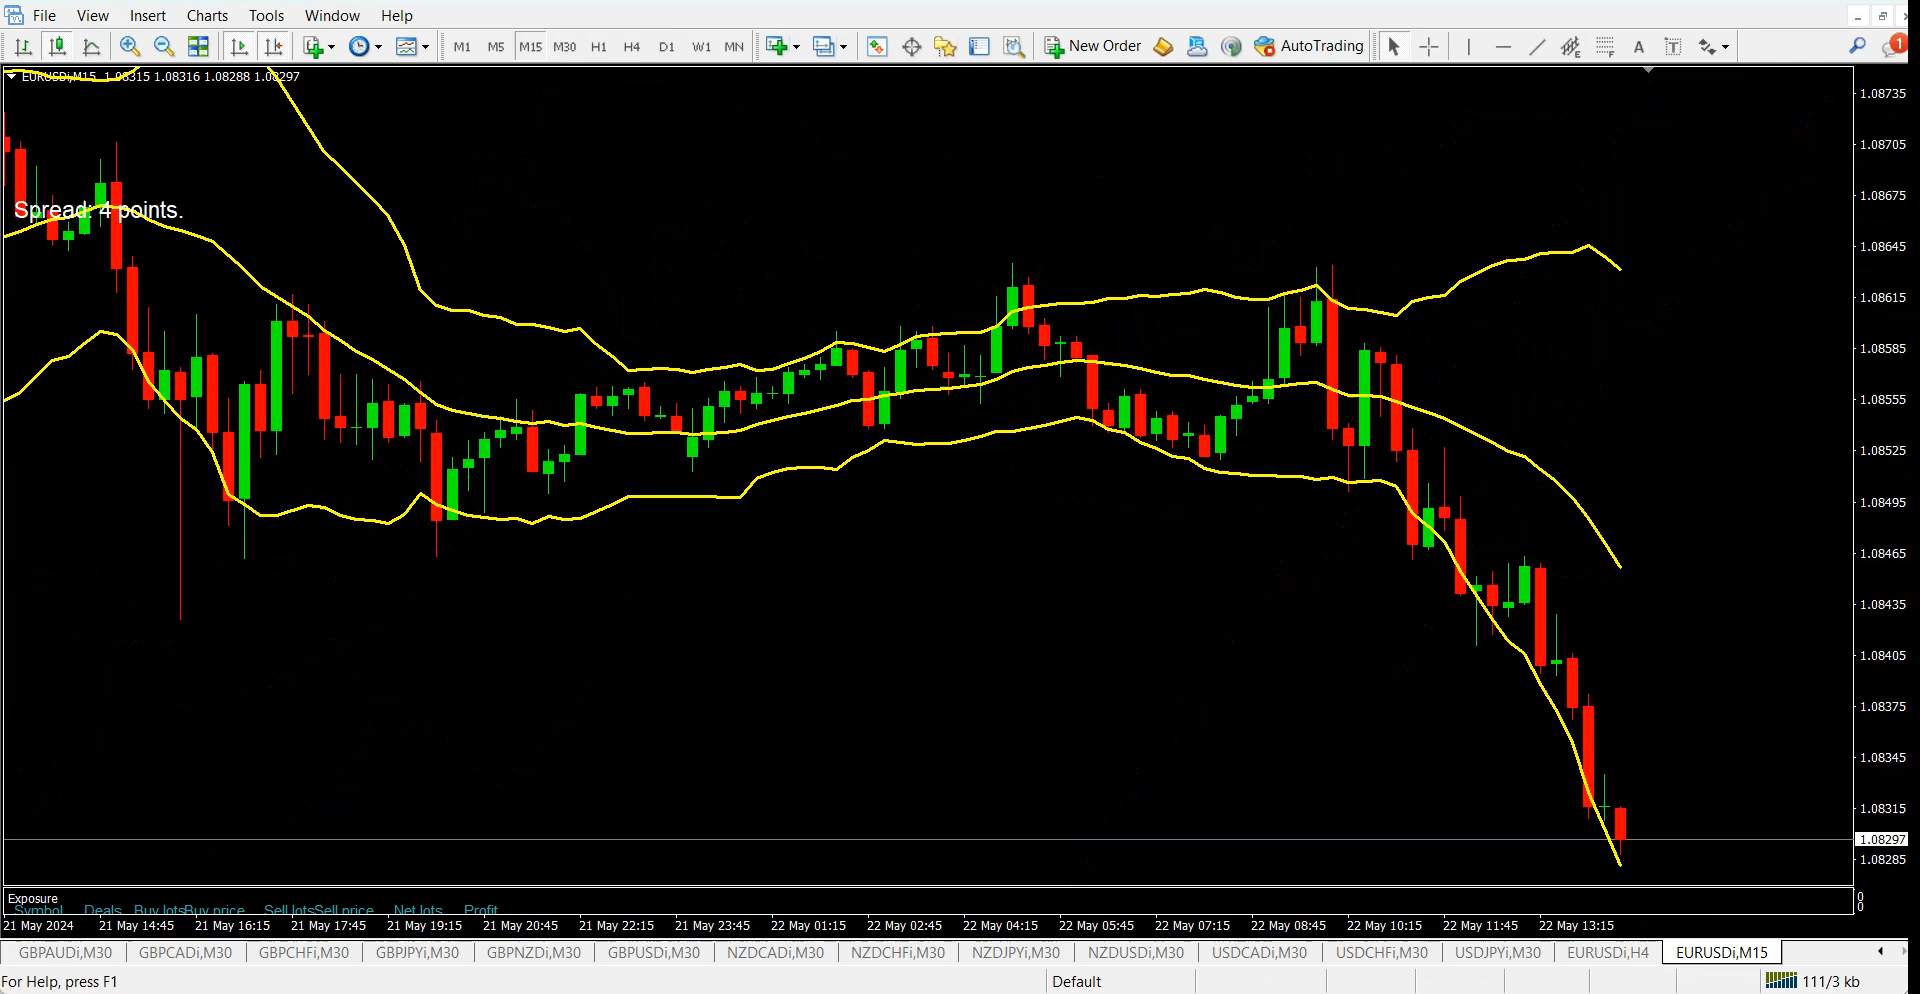 File View Insert Charts Tools Window Help
M1 M5 M15 M30 H1 H4 D1 W1 MN New Order AutoTrading A T 1
EURUSDi,M15 1.08315 1.08316 1.08288 1.08297
Spread: 4 points.
1.08735
1.08705
1.08675
1.08645
1.08615
1.08585
1.08555
1.08525
1.08495
1.08465
1.08435
1.08405
1.08375
1.08345
1.08315
1.08297
1.08285
Exposure 0
Symbol Deals Buy lots Buy price Sell lots Sell price Net lots Profit 0
21 May 2024 21 May 14:45 21 May 16:15 21 May 17:45 21 May 19:15 21 May 20:45 21 May 22:15 21 May 23:45 22 May 01:15 22 May 02:45 22 May 04:15 22 May 05:45 22 May 07:15 22 May 08:45 22 May 10:15 22 May 11:45 22 May 13:15
GBPAUDi,M30 GBPCADi,M30 GBPCHFi,M30 GBPJPYi,M30 GBPNZDi,M30 GBPUSDi,M30 NZDCADi,M30 NZDCHFi,M30 NZDJPYi,M30 NZDUSDi,M30 USDCADi,M30 USDCHFi,M30 USDJPYi,M30 EURUSDi,H4 EURUSDi,M15
For Help, press F1 Default 111/3 kb